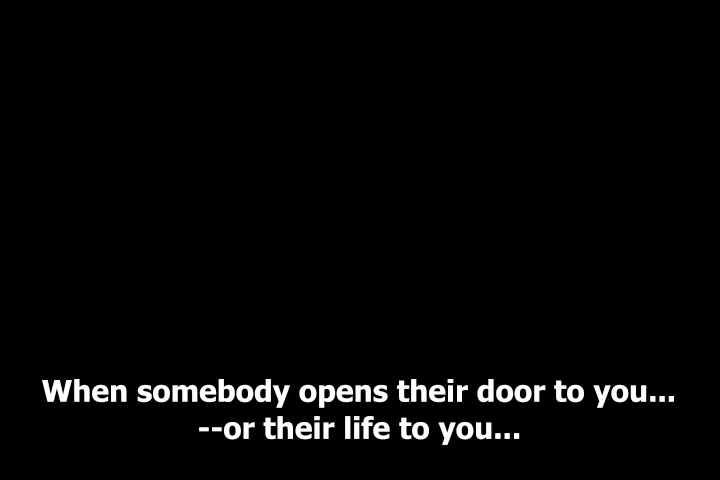 When somebody opens their door to you...
--or their life to you...